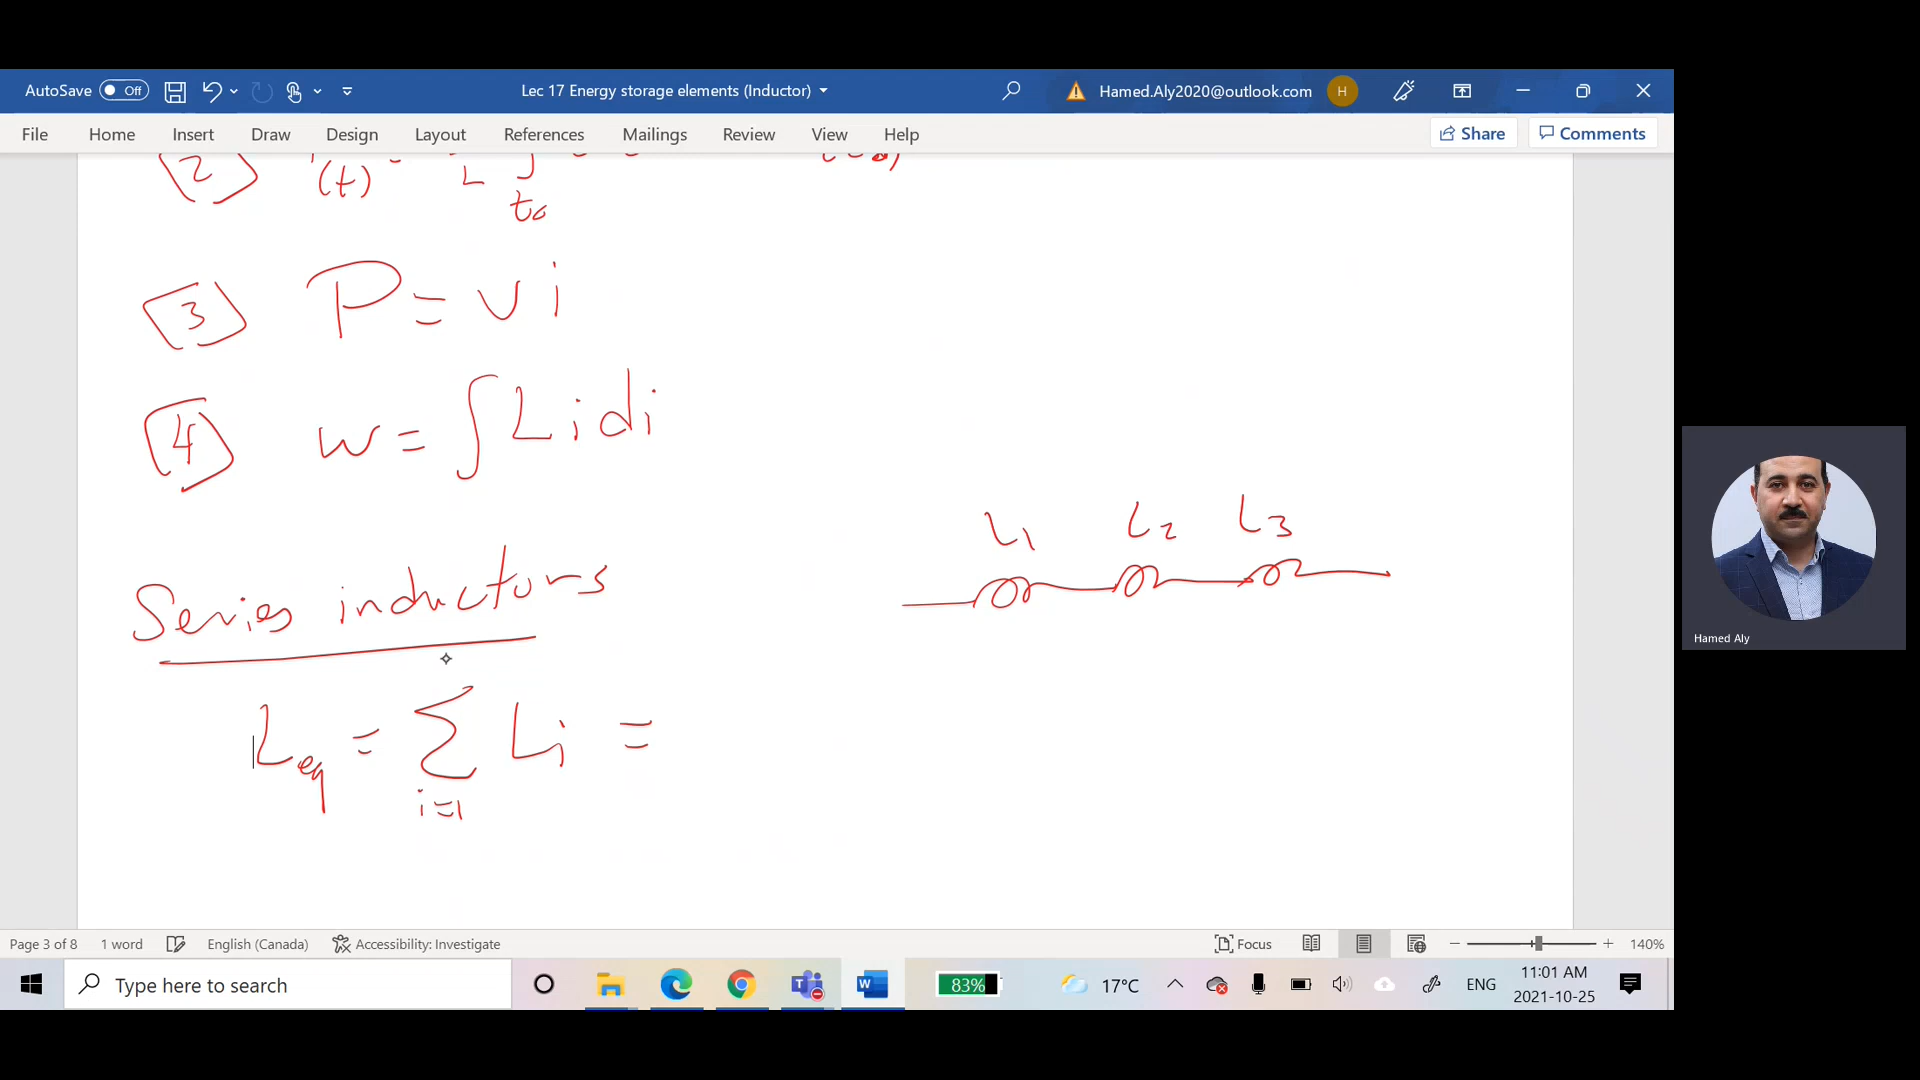 AutoSave Off Lec 17 Energy storage elements (Inductor) Hamed.Aly2020@outlook.com H
File Home Insert Draw Design Layout References Mailings Review View Help Share Comments
2 (t) = L ∫
t₀
3 P = v i
4 w = ∫ L i di
L₁ L₂ L₃
Series inductors
Leq = ∑ Li =
i=1
Hamed Aly
Page 3 of 8 1 word English (Canada) Accessibility: Investigate Focus 140%
Type here to search 83% 17°C ENG 11:01 AM
2021-10-25